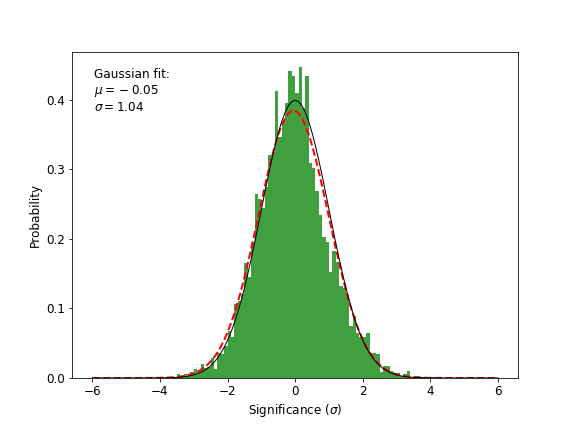 Gaussian fit:
μ = −0.05
σ = 1.04
Probability
0.4
0.3
0.2
0.1
0.0
−6 −4 −2 0 2 4 6
Significance (σ)